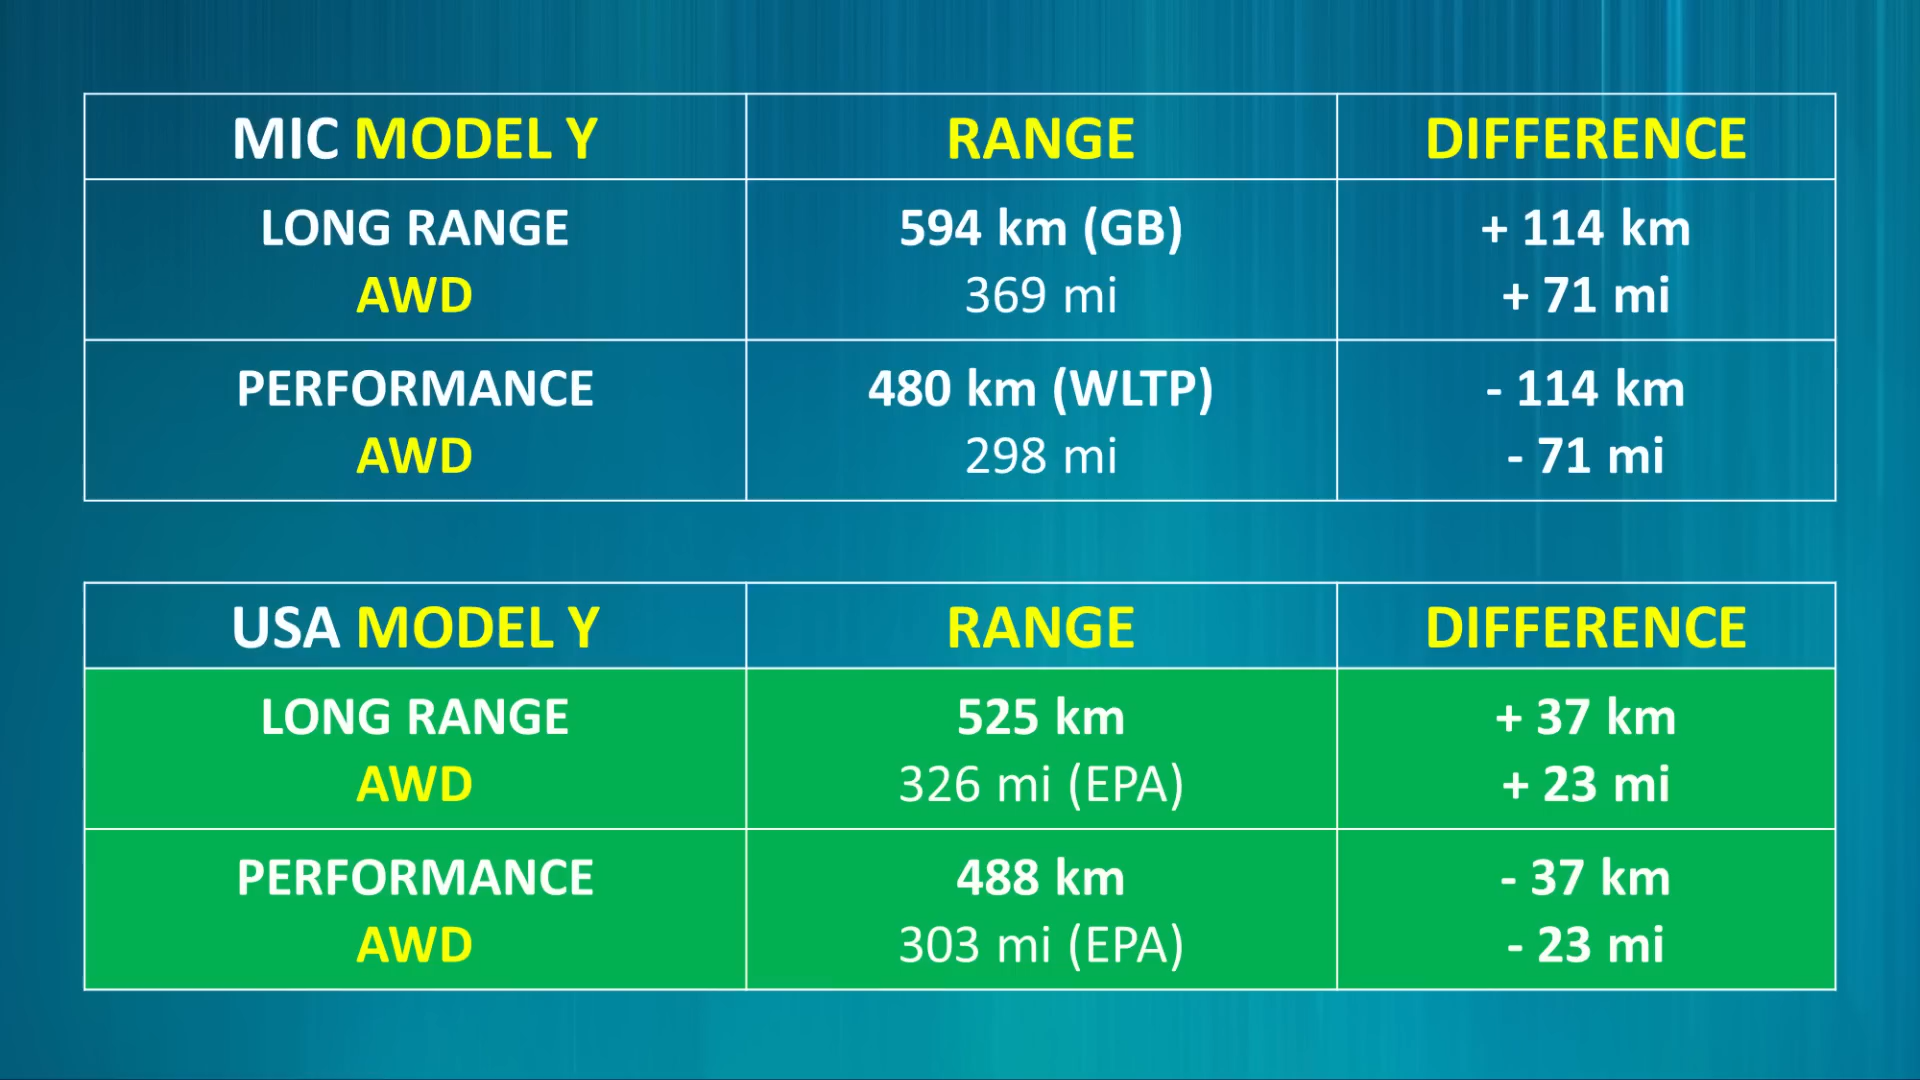 MIC MODEL Y
RANGE
DIFFERENCE
LONG RANGE
AWD
594 km (GB)
369 mi
+ 114 km
+ 71 mi
PERFORMANCE
AWD
480 km (WLTP)
298 mi
- 114 km
- 71 mi
USA MODEL Y
RANGE
DIFFERENCE
LONG RANGE
AWD
525 km
326 mi (EPA)
+ 37 km
+ 23 mi
PERFORMANCE
AWD
488 km
303 mi (EPA)
- 37 km
- 23 mi